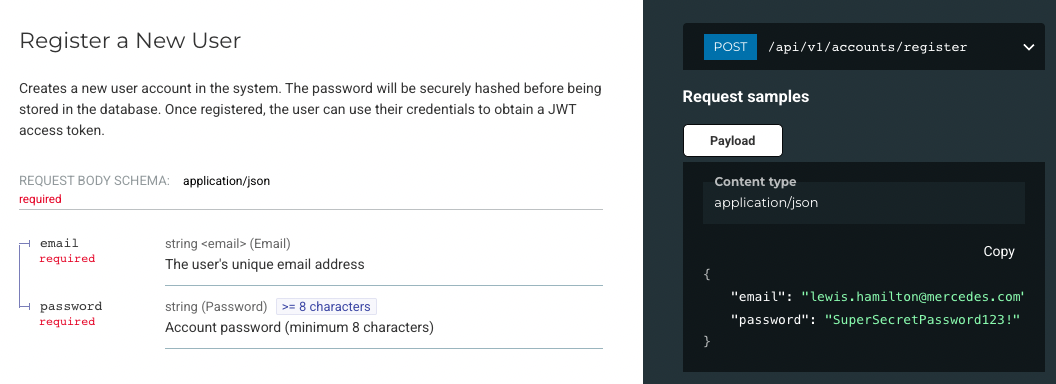 Register a New User
Creates a new user account in the system. The password will be securely hashed before being
stored in the database. Once registered, the user can use their credentials to obtain a JWT
access token.
REQUEST BODY SCHEMA: application/json
required
email
required
string <email> (Email)
The user's unique email address
password
required
string (Password) >= 8 characters
Account password (minimum 8 characters)
POST /api/v1/accounts/register
Request samples
Payload
Content type
application/json
Copy
{
"email": "lewis.hamilton@mercedes.com"
"password": "SuperSecretPassword123!"
}